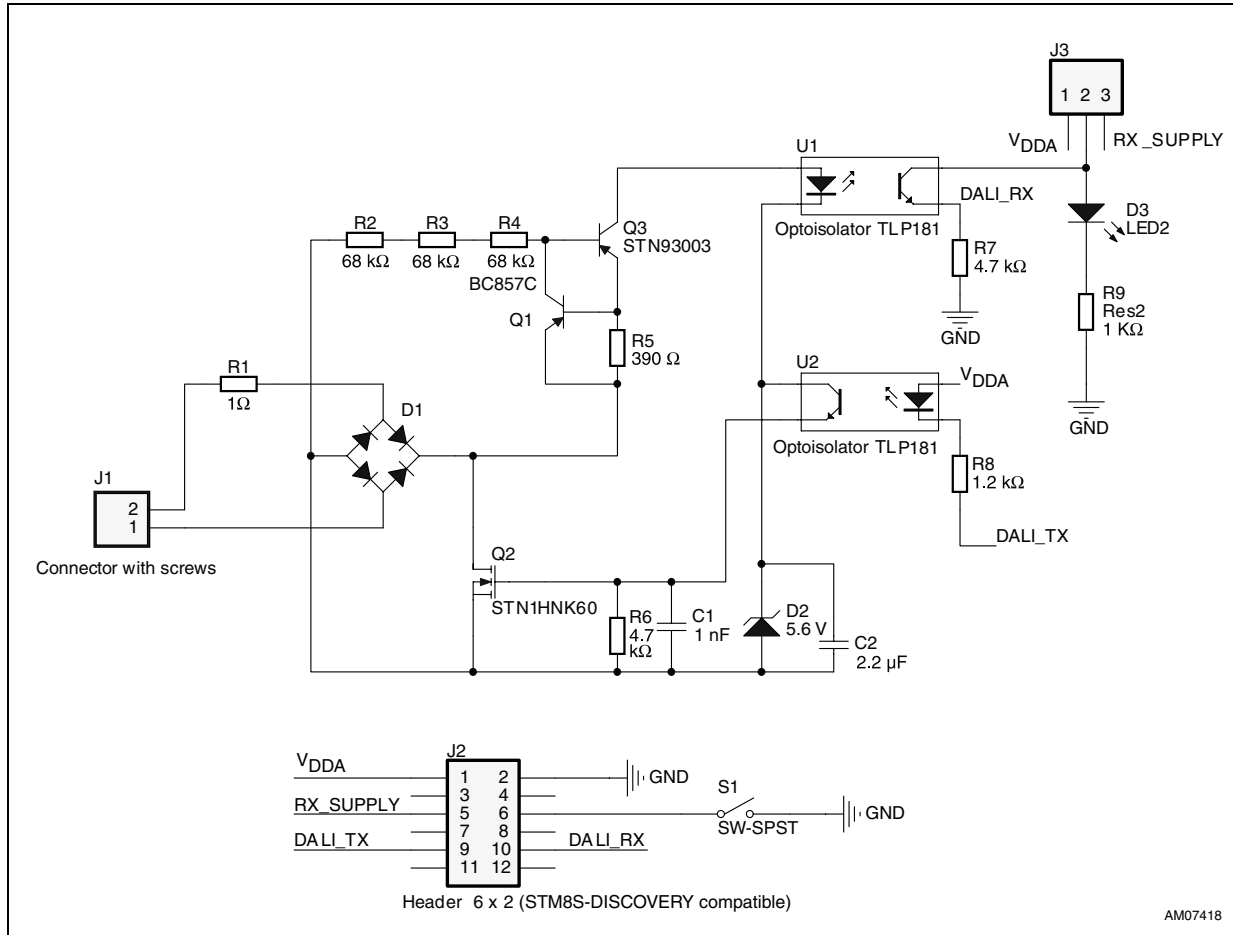 J3
1 2 3
VDDA
RX_SUPPLY
U1
DALI_RX
Optoisolator TLP181
D3
LED2
R2
68 kΩ
R3
68 kΩ
R4
68 kΩ
Q3
STN93003
R7
4.7 kΩ
GND
BC857C
Q1
R5
390 Ω
R9
Res2
1 KΩ
GND
R1
1Ω
D1
U2
VDDA
Optoisolator TLP181
R8
1.2 kΩ
DALI_TX
J1
2
1
Connector with screws
Q2
STN1HNK60
R6
4.7
kΩ
C1
1 nF
D2
5.6 V
C2
2.2 µF
J2
VDDA
1 2
GND
3 4
RX_SUPPLY
5 6
S1
SW-SPST
GND
7 8
DALI_TX
9 10
DALI_RX
11 12
Header 6 x 2 (STM8S-DISCOVERY compatible)
AM07418